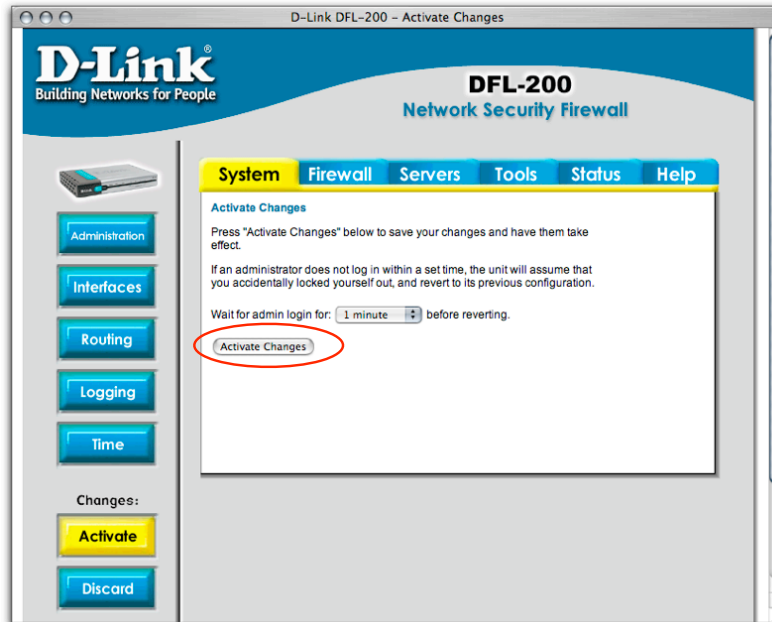 D-Link DFL-200 – Activate Changes
D-Link®
Building Networks for People
DFL-200
Network Security Firewall
System Firewall Servers Tools Status Help
Administration
Interfaces
Routing
Logging
Time
Changes:
Activate
Discard
Activate Changes
Press "Activate Changes" below to save your changes and have them take
effect.
If an administrator does not log in within a set time, the unit will assume that
you accidentally locked yourself out, and revert to its previous configuration.
Wait for admin login for: 1 minute before reverting.
Activate Changes